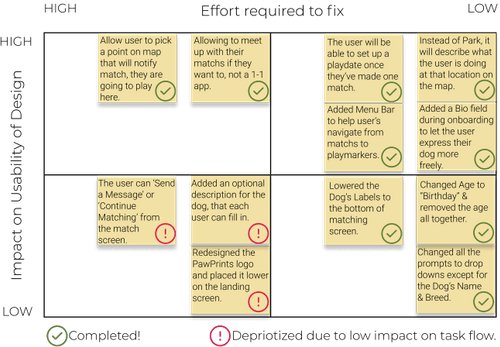 HIGH
Effort required to fix
LOW
HIGH
Impact on Usability of Design
LOW
Allow user to pick
a point on map
that will notify
match, they are
going to play
here.
Allowing to meet
up with their
matchs if they
want to, not a 1-1
app.
The user will be
able to set up a
playdate once
they've made one
match.
Instead of Park, it
will describe what
the user is doing
at that location on
the map.
Added Menu Bar
to help user's
navigate from
matchs to
playmarkers.
Added a Bio field
during onboarding
to let the user
express their
dog more
freely.
The user can 'Send
a Message' or
'Continue
Matching' from
the match
screen.
Added an optional
description for the
dog, that each
user can fill in.
Lowered the
Dog's Labels to
the bottom of
matching
screen.
Changed Age to
"Birthday" &
removed the age
all together.
Redesigned the
PawPrints logo
and placed it lower
on the landing
screen.
Changed all the
prompts to drop
downs except for
the Dog's Name
& Breed.
Completed!
Depriotized due to low impact on task flow.